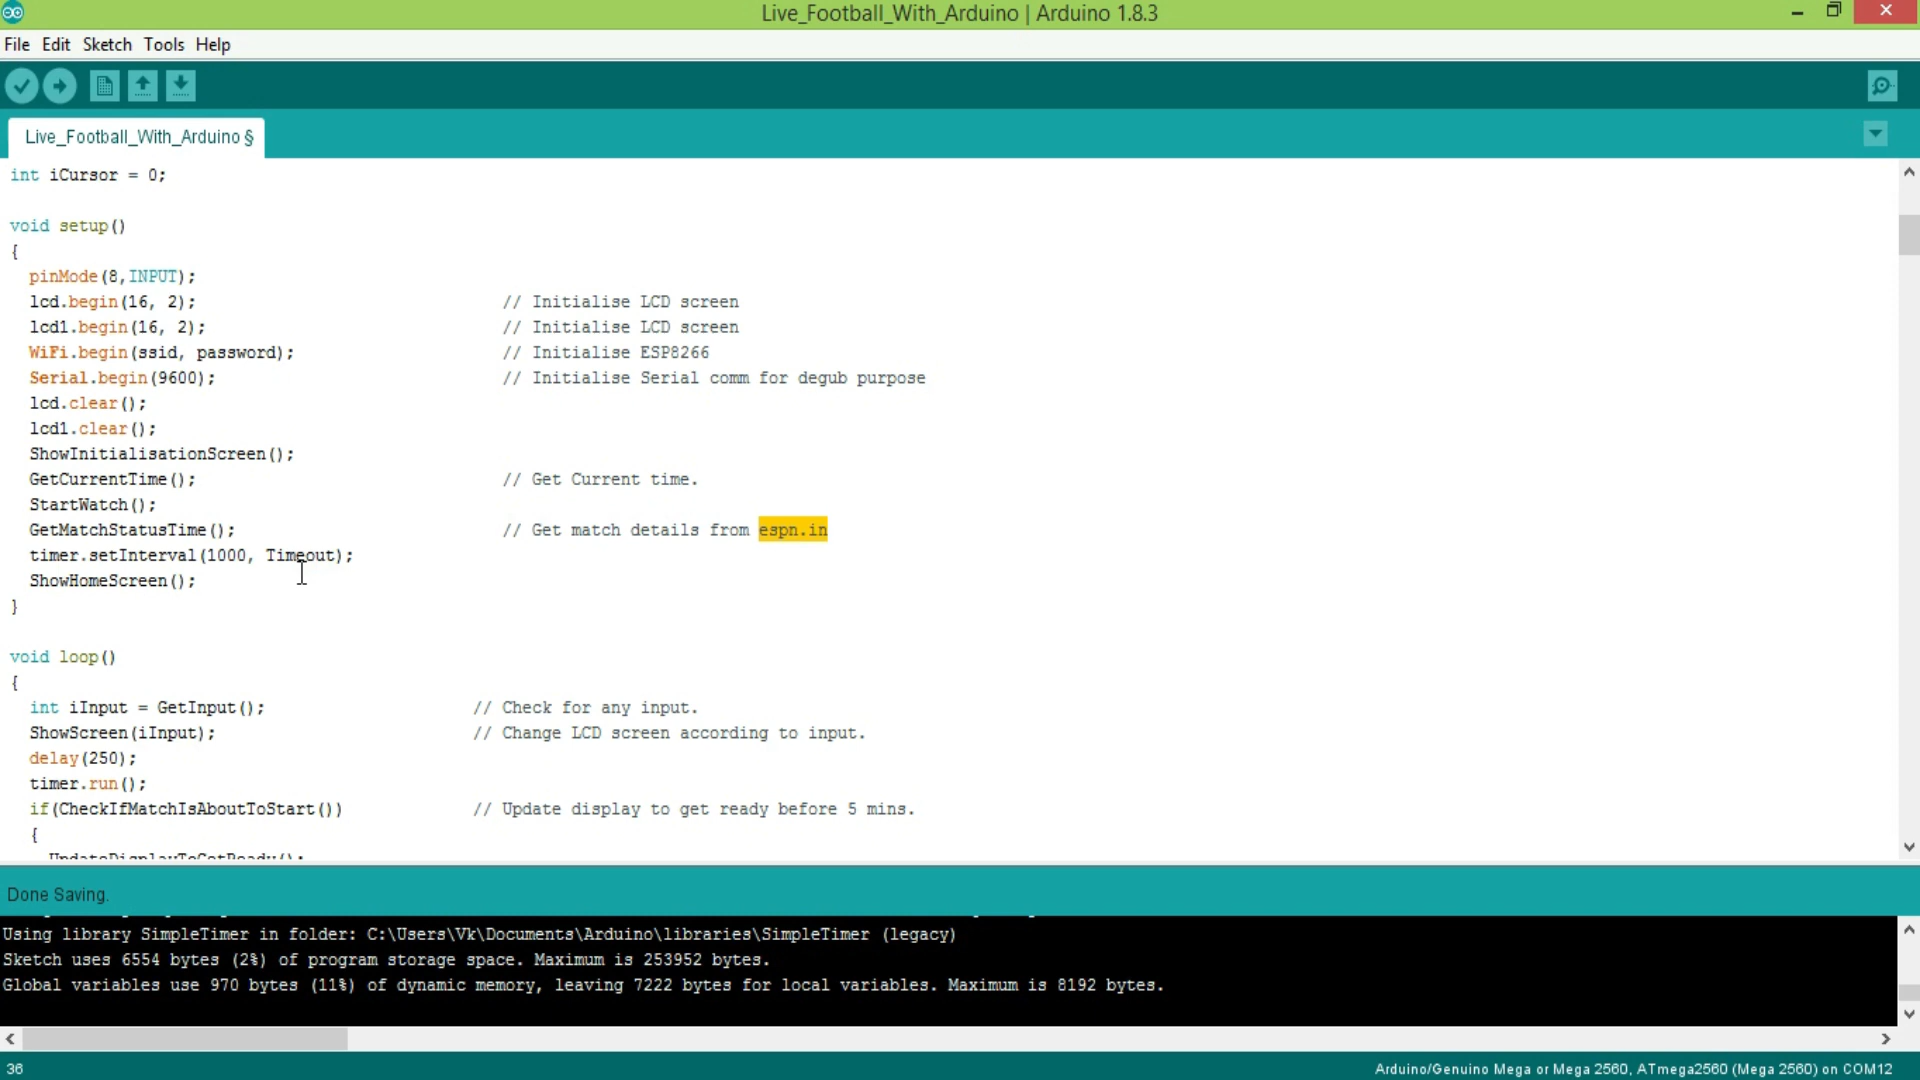 Live_Football_With_Arduino | Arduino 1.8.3
File Edit Sketch Tools Help
Live_Football_With_Arduino §
int iCursor = 0;
void setup()
{
pinMode(8,INPUT);
lcd.begin(16, 2); // Initialise LCD screen
lcd1.begin(16, 2); // Initialise LCD screen
WiFi.begin(ssid, password); // Initialise ESP8266
Serial.begin(9600); // Initialise Serial comm for degub purpose
lcd.clear();
lcd1.clear();
ShowInitialisationScreen();
GetCurrentTime(); // Get Current time.
StartWatch();
GetMatchStatusTime(); // Get match details from espn.in
timer.setInterval(1000, Timeout);
ShowHomeScreen();
}
void loop()
{
int iInput = GetInput(); // Check for any input.
ShowScreen(iInput); // Change LCD screen according to input.
delay(250);
timer.run();
if(CheckIfMatchIsAboutToStart()) // Update display to get ready before 5 mins.
{
UpdateDisplayToGetReady();
Done Saving.
Using library SimpleTimer in folder: C:\Users\Vk\Documents\Arduino\libraries\SimpleTimer (legacy)
Sketch uses 6554 bytes (2%) of program storage space. Maximum is 253952 bytes.
Global variables use 970 bytes (11%) of dynamic memory, leaving 7222 bytes for local variables. Maximum is 8192 bytes.
36
Arduino/Genuino Mega or Mega 2560, ATmega2560 (Mega 2560) on COM12